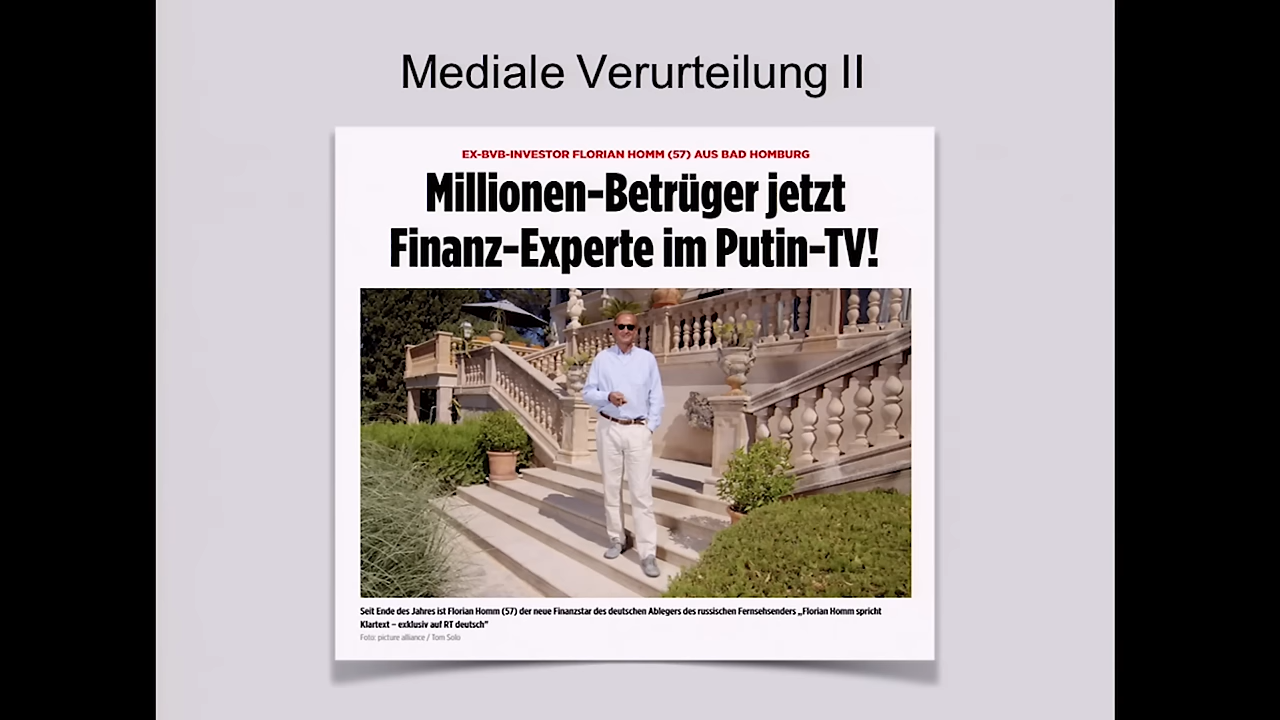 Mediale Verurteilung II
EX-BVB-INVESTOR FLORIAN HOMM (57) AUS BAD HOMBURG
Millionen-Betrüger jetzt
Finanz-Experte im Putin-TV!
Seit Ende des Jahres ist Florian Homm (57) der neue Finanzstar des deutschen Ablegers des russischen Fernsehsenders „Florian Homm spricht
Klartext – exklusiv auf RT deutsch“
Foto: picture alliance / Tom Solo